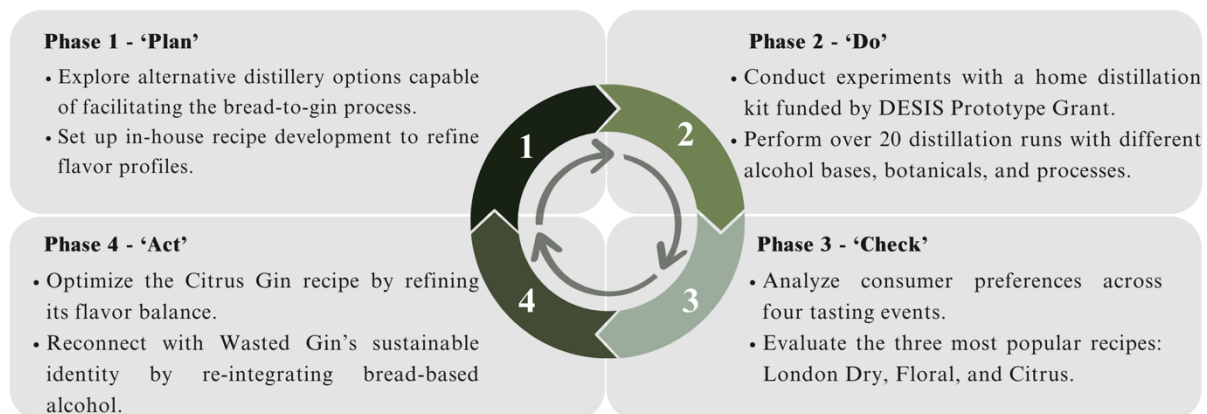 Phase 1 - ‘Plan’
• Explore alternative distillery options capable
of facilitating the bread-to-gin process.
• Set up in-house recipe development to refine
flavor profiles.
Phase 2 - ‘Do’
• Conduct experiments with a home distillation
kit funded by DESIS Prototype Grant.
• Perform over 20 distillation runs with different
alcohol bases, botanicals, and processes.
1
2
Phase 4 - ‘Act’
• Optimize the Citrus Gin recipe by refining
its flavor balance.
• Reconnect with Wasted Gin’s sustainable
identity by re-integrating bread-based
alcohol.
4
3
Phase 3 - ‘Check’
• Analyze consumer preferences across
four tasting events.
• Evaluate the three most popular recipes:
London Dry, Floral, and Citrus.